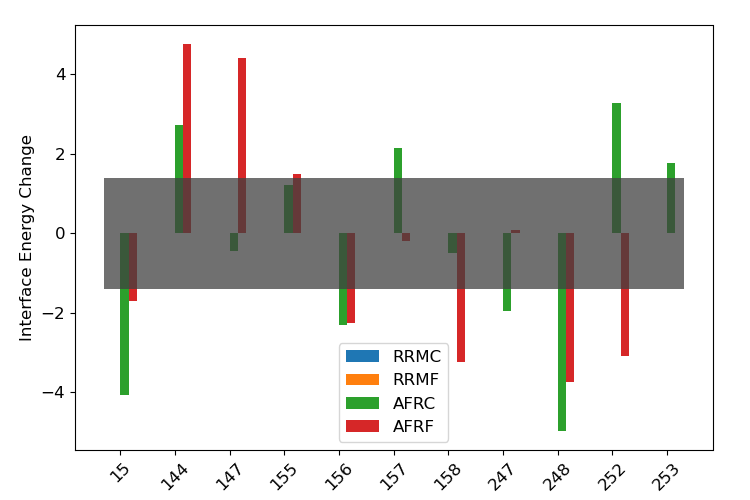 Interface Energy Change
4
2
0
−2
−4
RRMC
RRMF
AFRC
AFRF
15 144 147 155 156 157 158 247 248 252 253